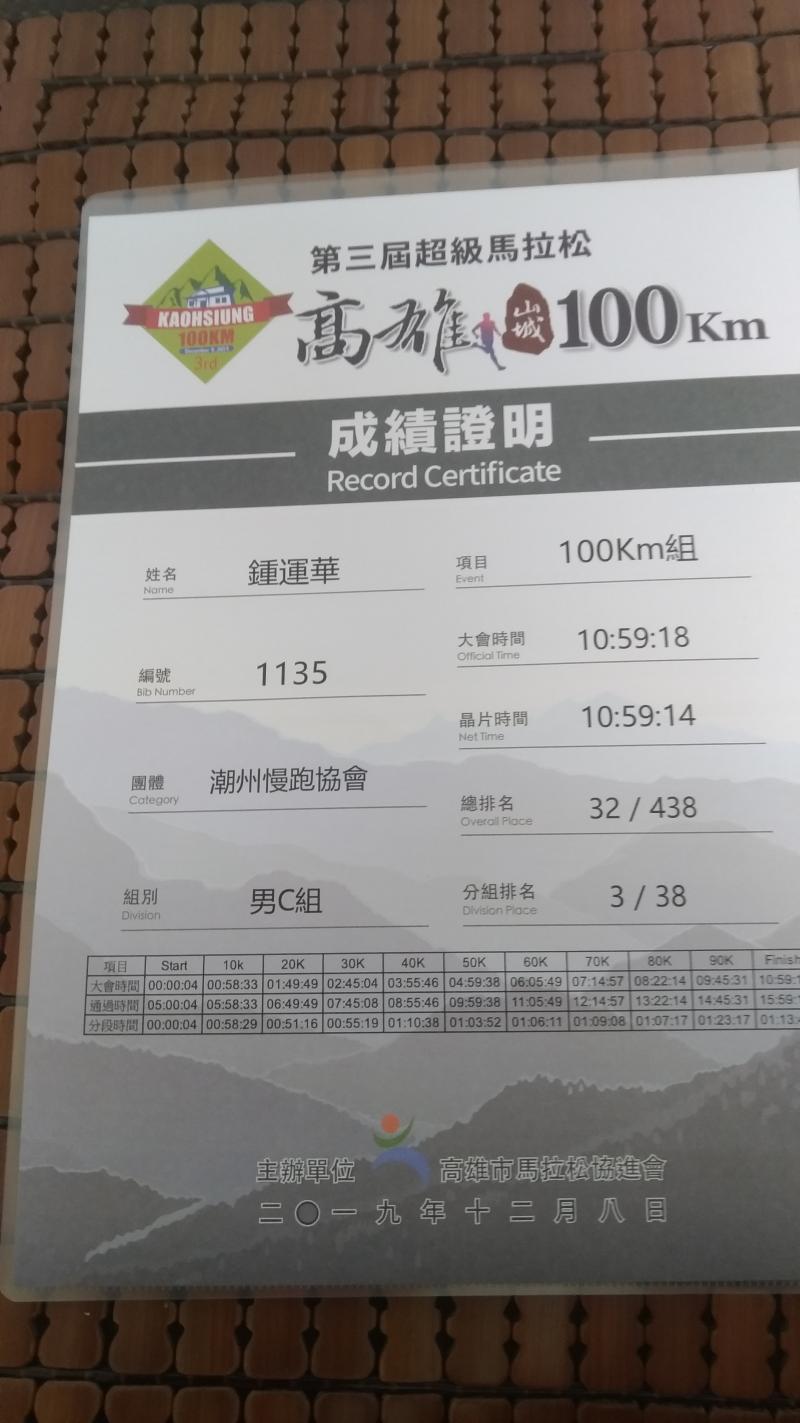 第三屆超級馬拉松
KAOHSIUNG
100KM
3rd
高雄 山城 100Km
成績證明
Record Certificate
姓名 鍾運華 項目 100Km組
Name Event
大會時間 10:59:18
Official Time
編號 1135
Bib Number
晶片時間 10:59:14
Net Time
團體 潮州慢跑協會
Category
總排名 32 / 438
Overall Place
組別 男C組 分組排名 3 / 38
Division Division Place
項目 Start 10k 20K 30K 40K 50K 60K 70K 80K 90K Finish
大會時間 00:00:04 00:58:33 01:49:49 02:45:04 03:55:46 04:59:38 06:05:49 07:14:57 08:22:14 09:45:31 10:59:1
通過時間 05:00:04 05:58:33 06:49:49 07:45:08 08:55:46 09:59:38 11:05:49 12:14:57 13:22:14 14:45:31 15:59:1
分段時間 00:00:04 00:58:29 00:51:16 00:55:19 01:10:38 01:03:52 01:06:11 01:09:08 01:07:17 01:23:17 01:13:4
主辦單位 高雄市馬拉松協進會
二〇一九年十二月八日